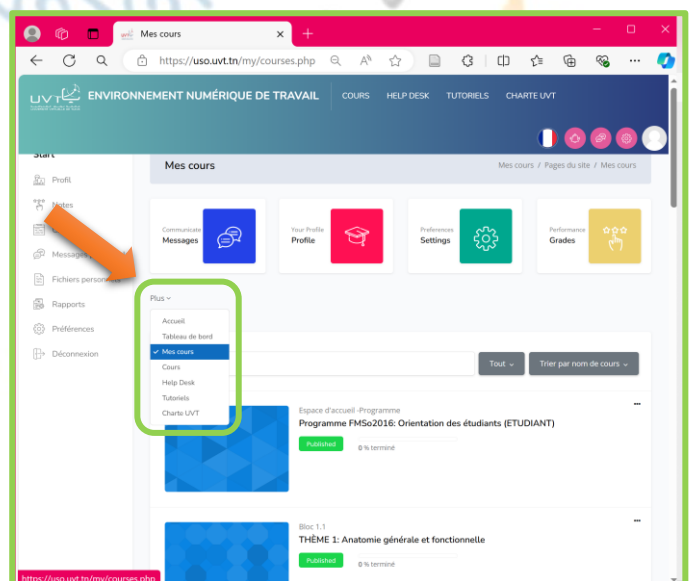 Mes cours
https://uso.uvt.tn/my/courses.php
UVT ENVIRONNEMENT NUMÉRIQUE DE TRAVAIL COURS HELP DESK TUTORIELS CHARTE UVT
Start
Mes cours
Mes cours / Pages du site / Mes cours
Profil
Notes
Messages
Fichiers personnels
Rapports
Préférences
Déconnexion
Communicate
Messages
Your Profile
Profile
Preferences
Settings
Performance
Grades
Plus
Accueil
Tableau de bord
Mes cours
Cours
Help Desk
Tutoriels
Charte UVT
Tout
Trier par nom de cours
Espace d'accueil -Programme
Programme FMSo2016: Orientation des étudiants (ETUDIANT)
Published
0 % terminé
Bloc 1.1
THÈME 1: Anatomie générale et fonctionnelle
Published
0 % terminé
https://uso.uvt.tn/my/courses.php